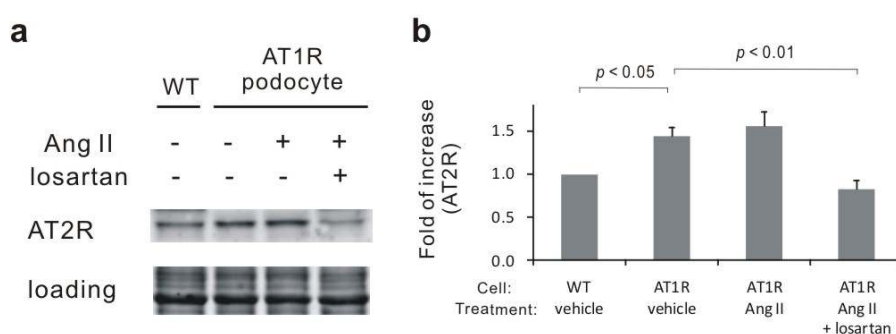 a
AT1R
WT podocyte
Ang II - - + +
losartan - - - +
AT2R
loading
b
p < 0.01
p < 0.05
Fold of increase
(AT2R)
1.5
1.0
0.5
0.0
Cell: WT AT1R AT1R AT1R
Treatment: vehicle vehicle Ang II Ang II
+ losartan